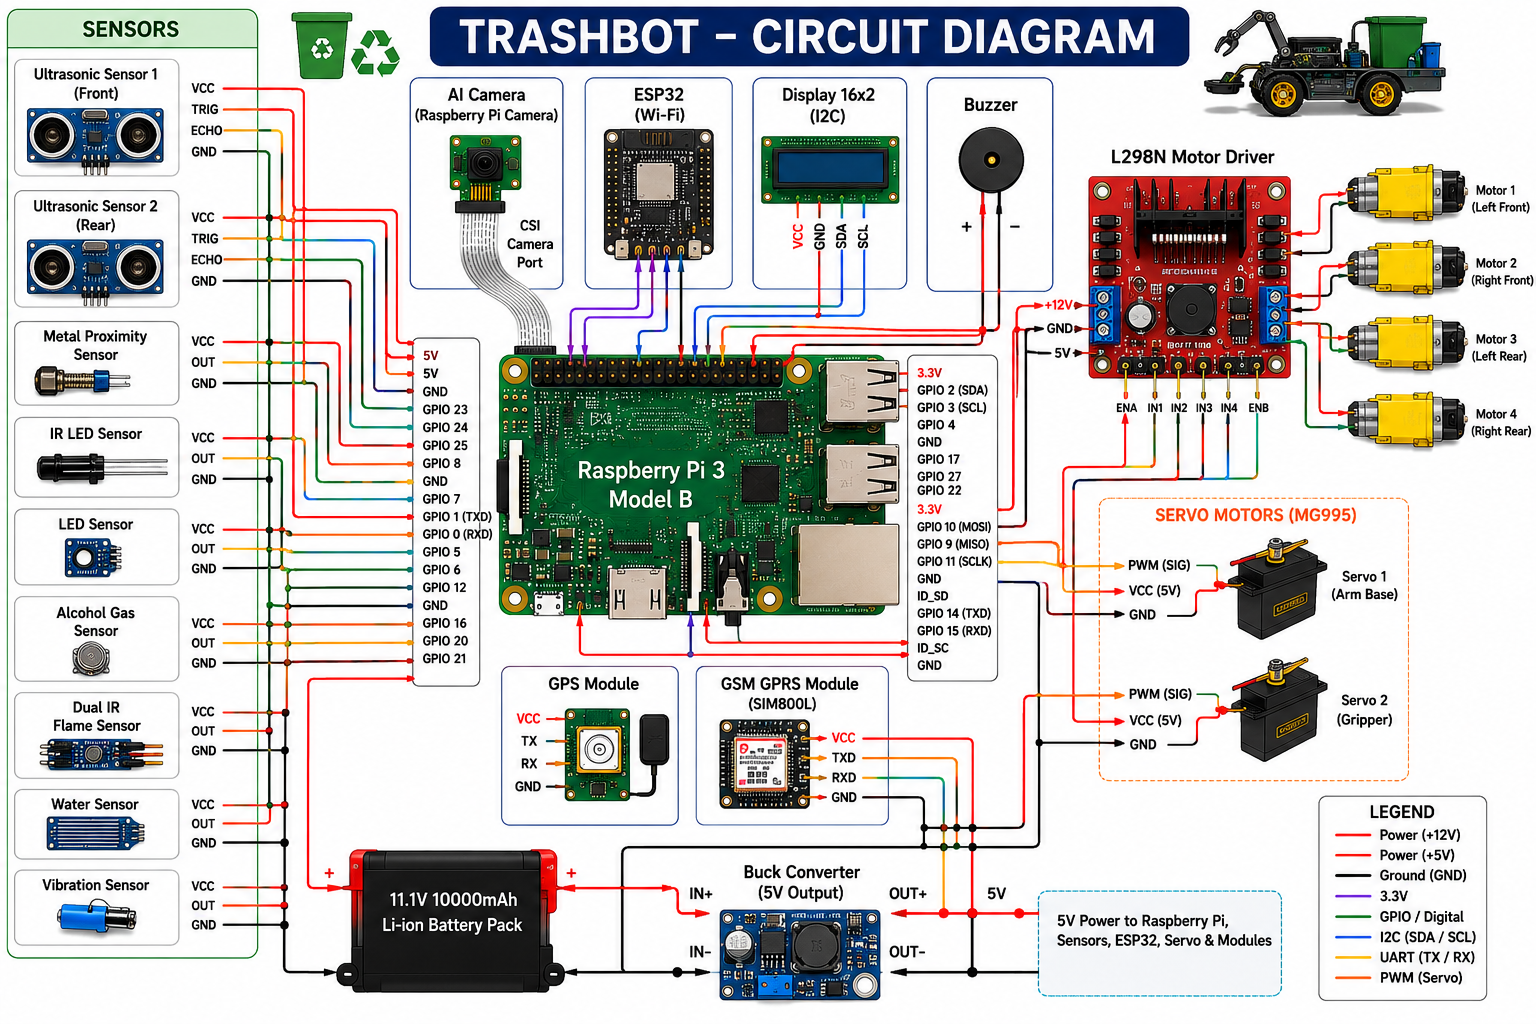 TRASHBOT – CIRCUIT DIAGRAM
SENSORS
Ultrasonic Sensor 1
(Front)
VCC
TRIG
ECHO
GND
Ultrasonic Sensor 2
(Rear)
VCC
TRIG
ECHO
GND
Metal Proximity
Sensor
VCC
OUT
GND
IR LED Sensor
VCC
OUT
GND
LED Sensor
VCC
OUT
GND
Alcohol Gas
Sensor
VCC
OUT
GND
Dual IR
Flame Sensor
VCC
OUT
GND
Water Sensor
VCC
OUT
GND
Vibration Sensor
VCC
OUT
GND
AI Camera
(Raspberry Pi Camera)
CSI
Camera
Port
ESP32
(Wi-Fi)
Display 16x2
(I2C)
VCC
GND
SDA
SCL
Buzzer
+
−
L298N Motor Driver
+12V
GND
5V
ENA
IN1
IN2
IN3
IN4
ENB
Motor 1
(Left Front)
Motor 2
(Right Front)
Motor 3
(Left Rear)
Motor 4
(Right Rear)
5V
5V
GND
GPIO 23
GPIO 24
GPIO 25
GPIO 8
GND
GPIO 7
GPIO 1 (TXD)
GPIO 0 (RXD)
GPIO 5
GPIO 6
GPIO 12
GND
GPIO 16
GPIO 20
GPIO 21
Raspberry Pi 3
Model B
3.3V
GPIO 2 (SDA)
GPIO 3 (SCL)
GPIO 4
GND
GPIO 17
GPIO 27
GPIO 22
3.3V
GPIO 10 (MOSI)
GPIO 9 (MISO)
GPIO 11 (SCLK)
GND
ID_SD
GPIO 14 (TXD)
GPIO 15 (RXD)
ID_SC
GND
SERVO MOTORS (MG995)
PWM (SIG)
VCC (5V)
GND
Servo 1
(Arm Base)
PWM (SIG)
VCC (5V)
GND
Servo 2
(Gripper)
GPS Module
VCC
TX
RX
GND
GSM GPRS Module
(SIM800L)
VCC
TXD
RXD
GND
+
11.1V 10000mAh
Li-ion Battery Pack
+
Buck Converter
(5V Output)
IN+
IN−
OUT+
OUT−
5V
5V Power to Raspberry Pi,
Sensors, ESP32, Servo & Modules
LEGEND
Power (+12V)
Power (+5V)
Ground (GND)
3.3V
GPIO / Digital
I2C (SDA / SCL)
UART (TX / RX)
PWM (Servo)